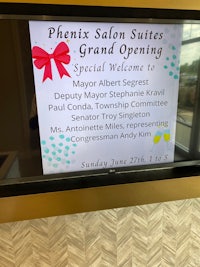 Phenix Salon Suites
Grand Opening
Special Welcome to
Mayor Albert Segrest
Deputy Mayor Stephanie Kravil
Paul Conda, Township Committee
Senator Troy Singleton
Ms. Antoinette Miles, representing
Congressman Andy Kim
Sunday June 27th, 1 to 5